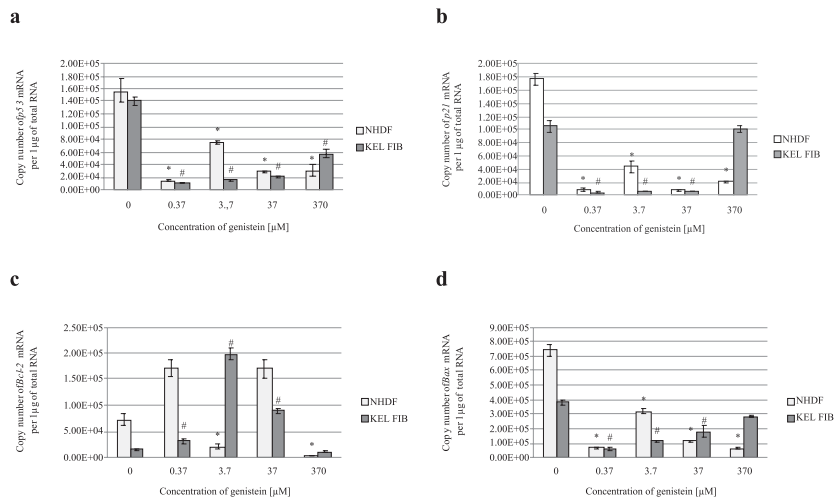 a
Copy number of p53 mRNA
per 1 µg of total RNA
2.00E+05
1.80E+05
1.60E+05
1.40E+05
1.20E+05
1.00E+05
8.00E+04
6.00E+04
4.00E+04
2.00E+04
0.00E+00
* # * # * # * #
0 0.37 3.,7 37 370
Concentration of genistein [µM]
NHDF
KEL FIB
b
Copy number of p21 mRNA
per 1 µg of total RNA
2.00E+05
1.80E+05
1.60E+05
1.40E+05
1.20E+05
1.00E+05
8.00E+04
6.00E+04
4.00E+04
2.00E+04
0.00E+00
* # * # * # *
0 0.37 3.7 37 370
Concentration of genistein [µM]
NHDF
KEL FIB
c
Copy number of Bcl-2 mRNA
per 1 µg of total RNA
2.50E+05
2.00E+05
1.50E+05
1.00E+05
5.00E+04
0.00E+00
# * # # *
0 0.37 3.7 37 370
Concentration of genistein [µM]
NHDF
KEL FIB
d
Copy number of Bax mRNA
per 1 µg of total RNA
9.00E+05
8.00E+05
7.00E+05
6.00E+05
5.00E+05
4.00E+05
3.00E+05
2.00E+05
1.00E+05
0.00E+00
* # * # * # *
0 0.37 3.7 37 370
Concentration of genistein [µM]
NHDF
KEL FIB